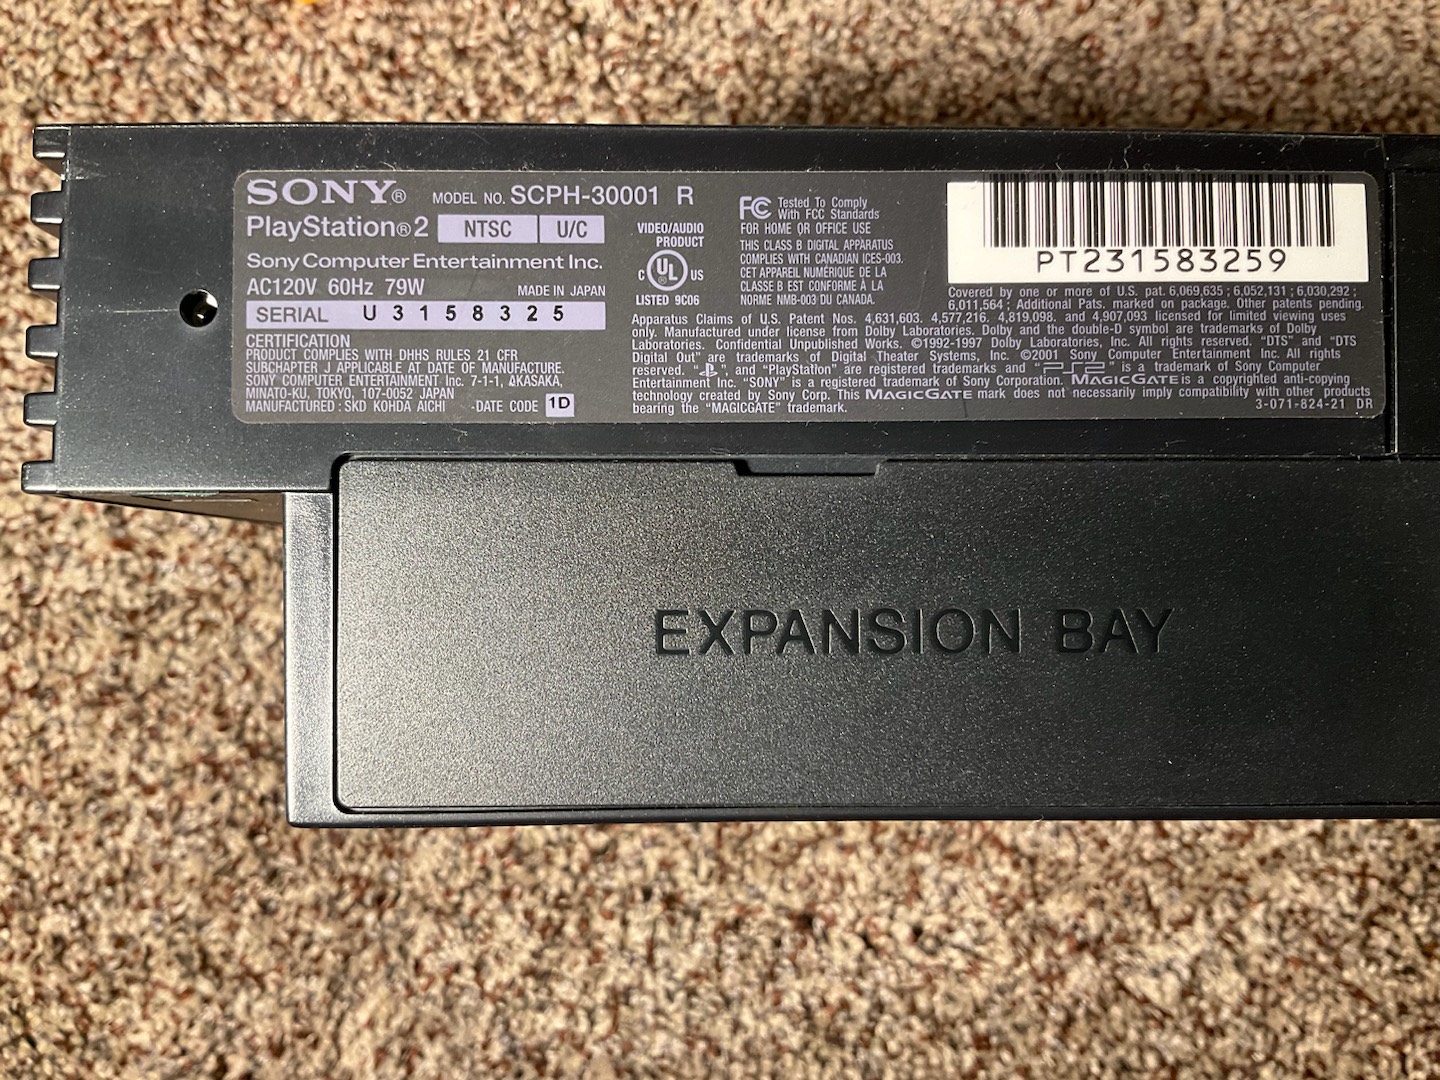 SONY® MODEL NO. SCPH-30001 R
PlayStation®2 NTSC U/C
Sony Computer Entertainment Inc.
AC120V 60Hz 79W MADE IN JAPAN
SERIAL U3158325
CERTIFICATION
PRODUCT COMPLIES WITH DHHS RULES 21 CFR
SUBCHAPTER J APPLICABLE AT DATE OF MANUFACTURE.
SONY COMPUTER ENTERTAINMENT Inc. 7-1-1, AKASAKA,
MINATO-KU, TOKYO, 107-0052 JAPAN
MANUFACTURED : SKD KOHDA AICHI DATE CODE 1D
VIDEO/AUDIO
PRODUCT
C UL US
LISTED 9C06
FC Tested To Comply
With FCC Standards
FOR HOME OR OFFICE USE
THIS CLASS B DIGITAL APPARATUS
COMPLIES WITH CANADIAN ICES-003.
CET APPAREIL NUMÉRIQUE DE LA
CLASSE B EST CONFORME À LA
NORME NMB-003 DU CANADA.
PT231583259
Covered by one or more of U.S. pat. 6,069,635 ; 6,052,131 ; 6,030,292 ;
6,011,564 ; Additional Pats. marked on package. Other patents pending.
Apparatus Claims of U.S. Patent Nos. 4,631,603. 4,577,216. 4,819,098. and 4,907,093 licensed for limited viewing uses
only. Manufactured under license from Dolby Laboratories. Dolby and the double-D symbol are trademarks of Dolby
Laboratories. Confidential Unpublished Works. ©1992-1997 Dolby Laboratories, Inc. All rights reserved. "DTS" and "DTS
Digital Out" are trademarks of Digital Theater Systems, Inc. ©2001 Sony Computer Entertainment Inc. All rights
reserved. " ", and "PlayStation" are registered trademarks and "PS2" is a trademark of Sony Computer
Entertainment Inc. "SONY" is a registered trademark of Sony Corporation. MAGICGATE is a copyrighted anti-copying
technology created by Sony Corp. This MAGICGATE mark does not necessarily imply compatibility with other products
bearing the "MAGICGATE" trademark.
3-071-824-21 DR
EXPANSION BAY